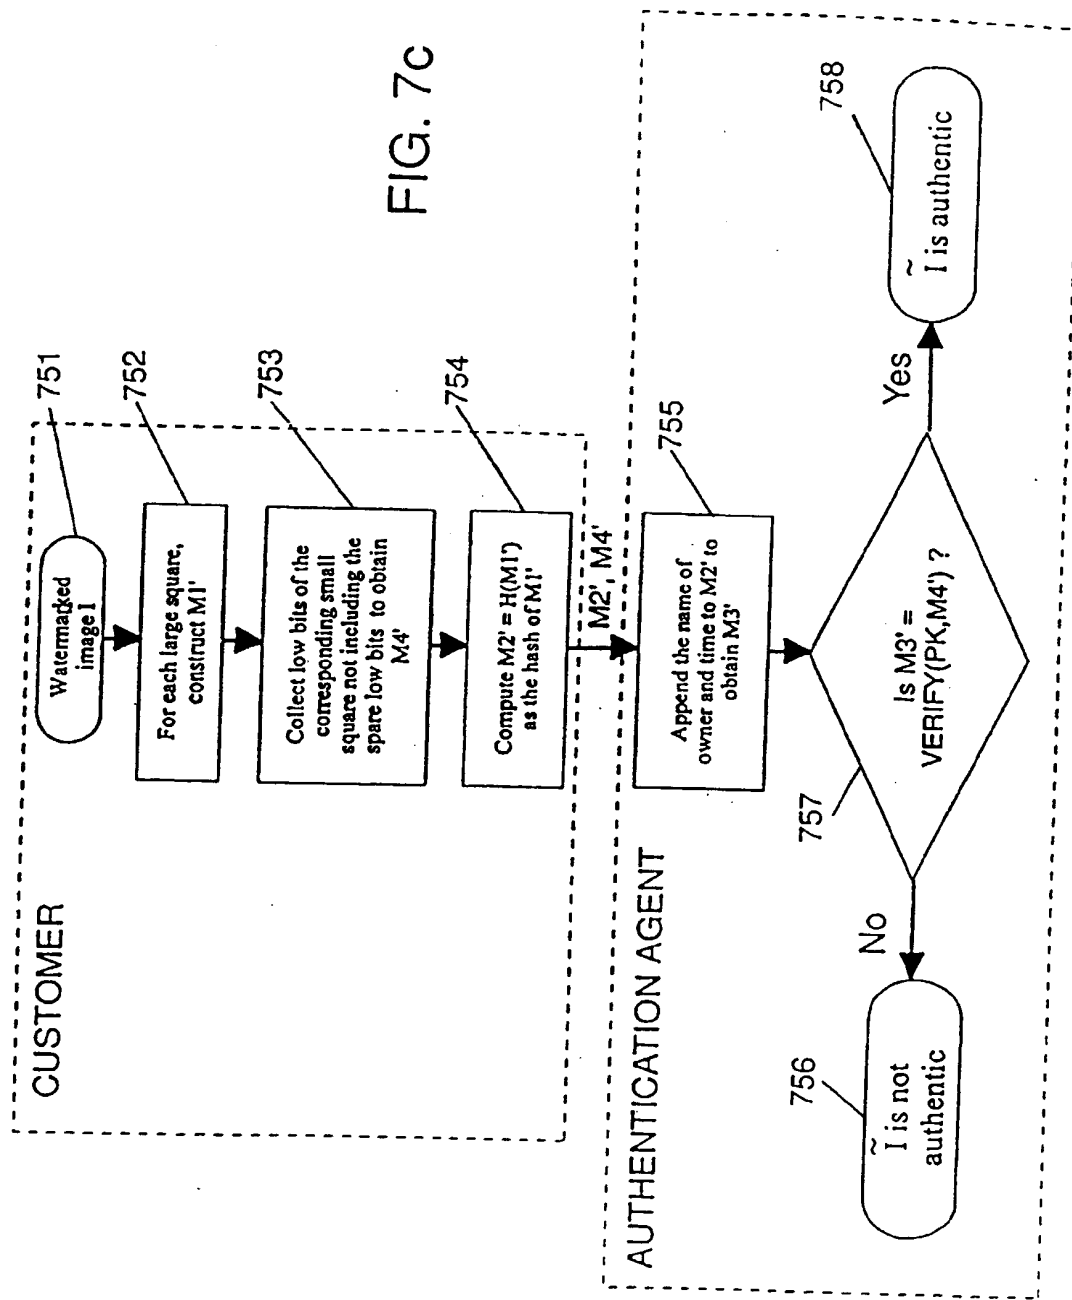 CUSTOMER
751
Watermarked
image I
752
For each large square,
construct M1'
753
Collect low bits of the
corresponding small
square not including the
spare low bits to obtain
M4'
754
Compute M2' = H(M1')
as the hash of M1'
M2', M4'
AUTHENTICATION AGENT
755
Append the name of
owner and time to M2' to
obtain M3'
757
Is M3' =
VERIFY(PK,M4') ?
No
Yes
756
Ĩ is not
authentic
758
Ĩ is authentic
FIG. 7c